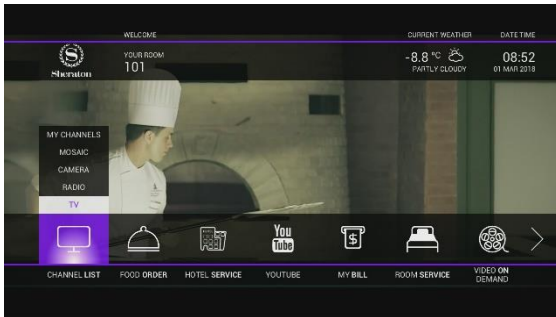 WELCOME
CURRENT WEATHER
DATE TIME
S
Sheraton
YOUR ROOM
101
-8.8 °C
PARTLY CLOUDY
08:52
01 MAR 2018
MY CHANNELS
MOSAIC
CAMERA
RADIO
TV
You
Tube
$
CHANNEL LIST
FOOD ORDER
HOTEL SERVICE
YOUTUBE
MY BILL
ROOM SERVICE
VIDEO ON
DEMAND